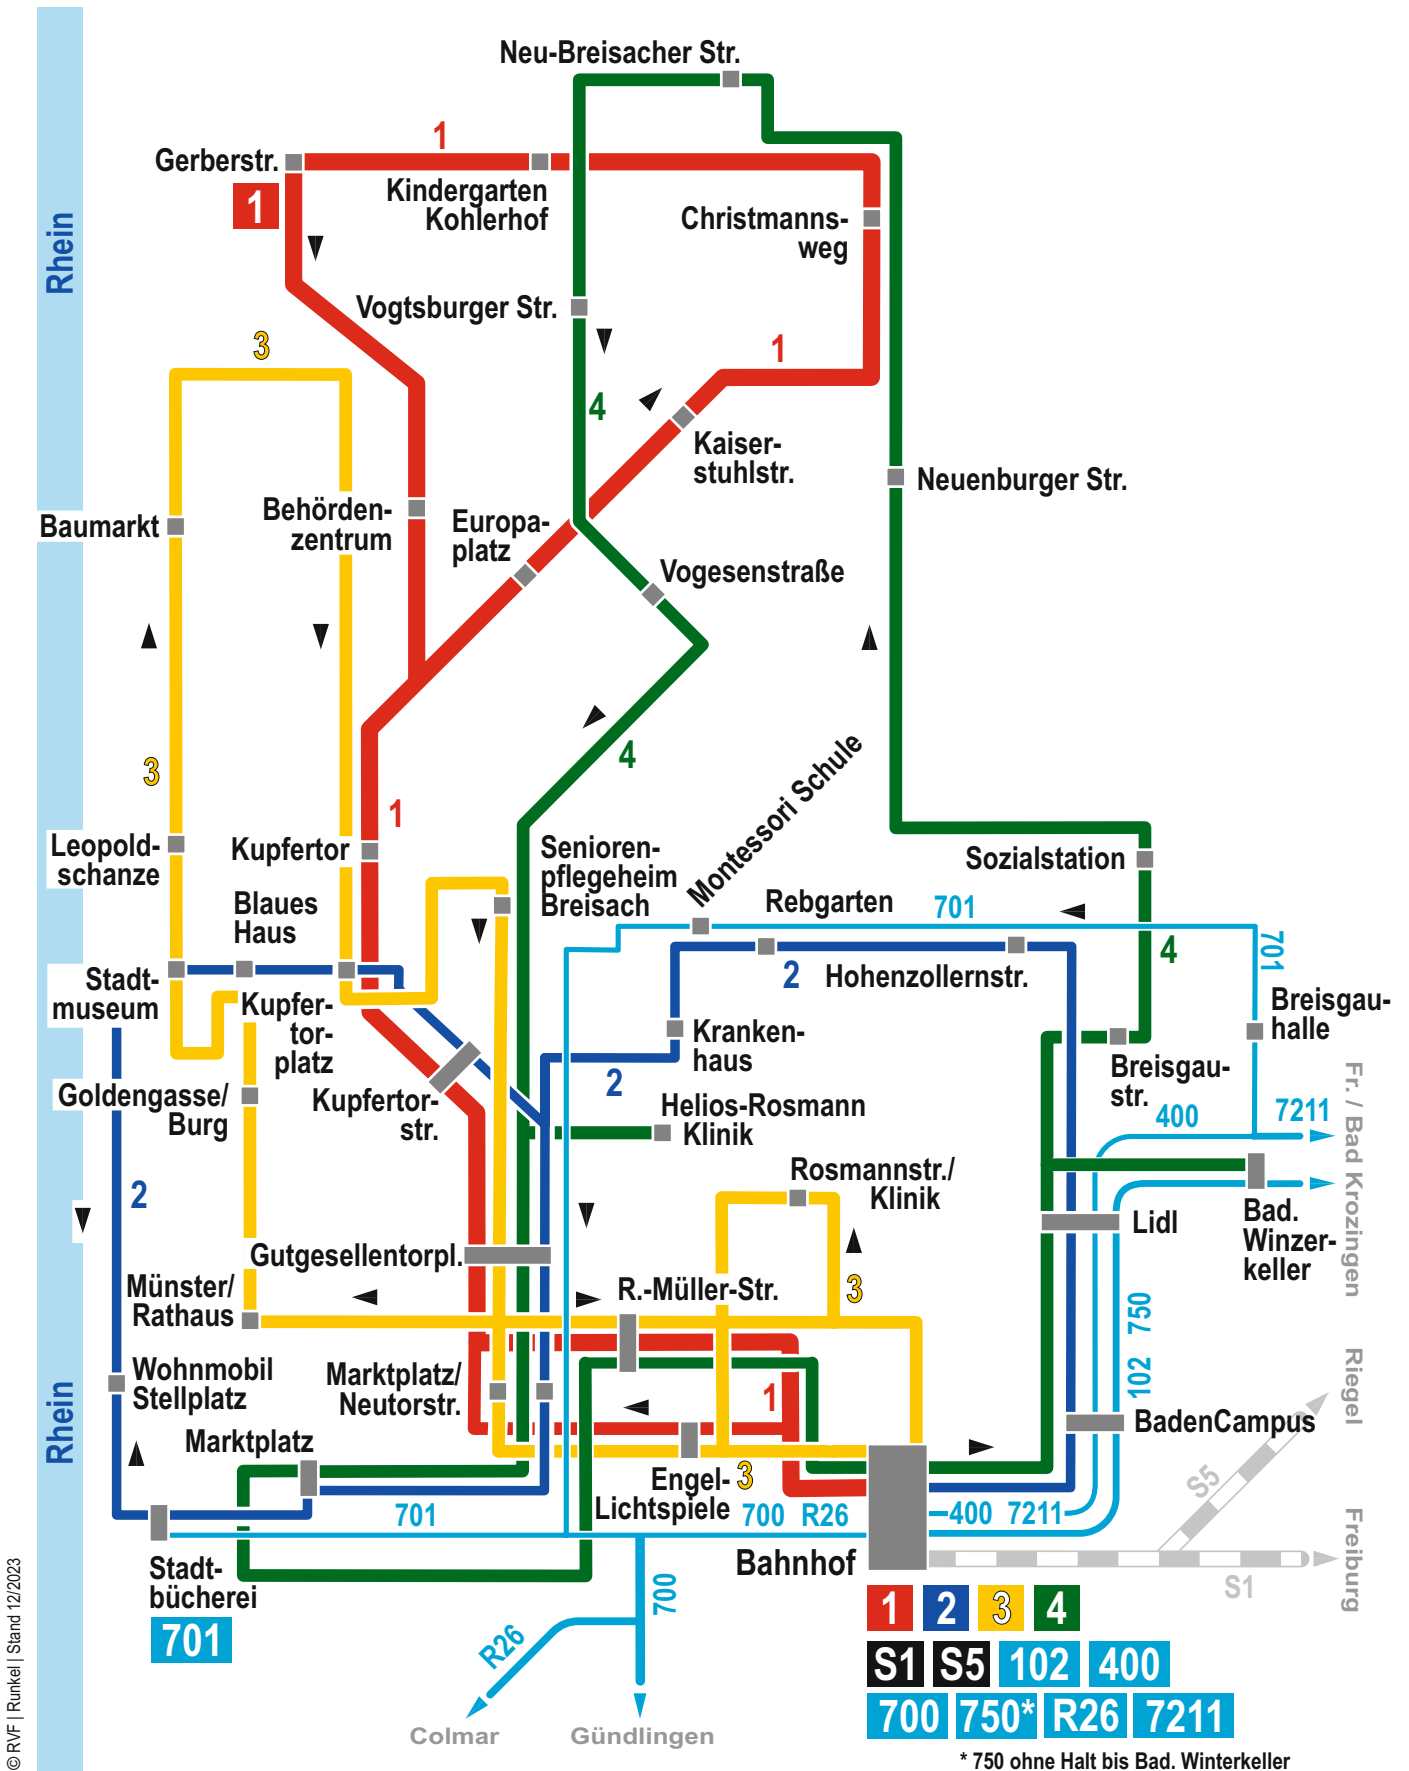 Neu-Breisacher Str.
1
Gerberstr.
1
Kindergarten
Kohlerhof
Christmanns-
weg
Rhein
Vogtsburger Str.
3
1
4
Kaiser-
stuhlstr.
Neuenburger Str.
Baumarkt
Behörden-
zentrum
Europa-
platz
Vogesenstraße
4
3
1
Montessori Schule
Leopold-
schanze
Kupfertor
Senioren-
pflegeheim
Breisach
Sozialstation
Blaues
Haus
Rebgarten
701
4
701
Stadt-
museum
2
Hohenzollernstr.
Kupfer-
tor-
platz
Kranken-
haus
Breisgau-
halle
Goldengasse/
Burg
Kupfertor-
str.
2
Breisgau-
str.
Helios-Rosmann
Klinik
400
7211
Fr. / Bad Krozingen
2
Rosmannstr./
Klinik
Lidl
Bad.
Winzer-
keller
Gutgesellentorpl.
Münster/
Rathaus
R.-Müller-Str.
3
750
102
Riegel
Rhein
Wohnmobil
Stellplatz
Marktplatz/
Neutorstr.
1
BadenCampus
Marktplatz
Engel-
Lichtspiele
3
S5
701
700
R26
400
7211
Freiburg
Stadt-
bücherei
701
Bahnhof
S1
700
R26
1
2
3
4
S1
S5
102
400
700
750*
R26
7211
Colmar
Gündlingen
* 750 ohne Halt bis Bad. Winterkeller
© RVF | Runkel | Stand 12/2023